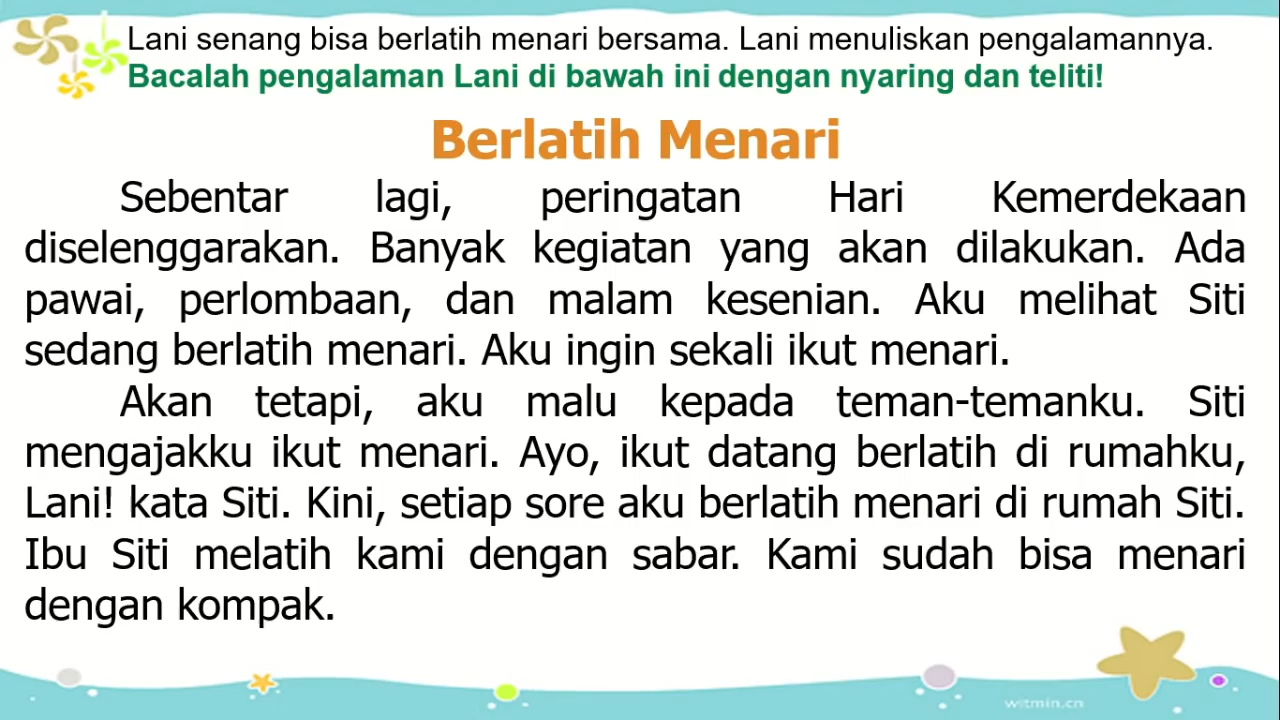 Lani senang bisa berlatih menari bersama. Lani menuliskan pengalamannya.
Bacalah pengalaman Lani di bawah ini dengan nyaring dan teliti!
Berlatih Menari
Sebentar lagi, peringatan Hari Kemerdekaan
diselenggarakan. Banyak kegiatan yang akan dilakukan. Ada
pawai, perlombaan, dan malam kesenian. Aku melihat Siti
sedang berlatih menari. Aku ingin sekali ikut menari.
Akan tetapi, aku malu kepada teman-temanku. Siti
mengajakku ikut menari. Ayo, ikut datang berlatih di rumahku,
Lani! kata Siti. Kini, setiap sore aku berlatih menari di rumah Siti.
Ibu Siti melatih kami dengan sabar. Kami sudah bisa menari
dengan kompak.
witmin.cn